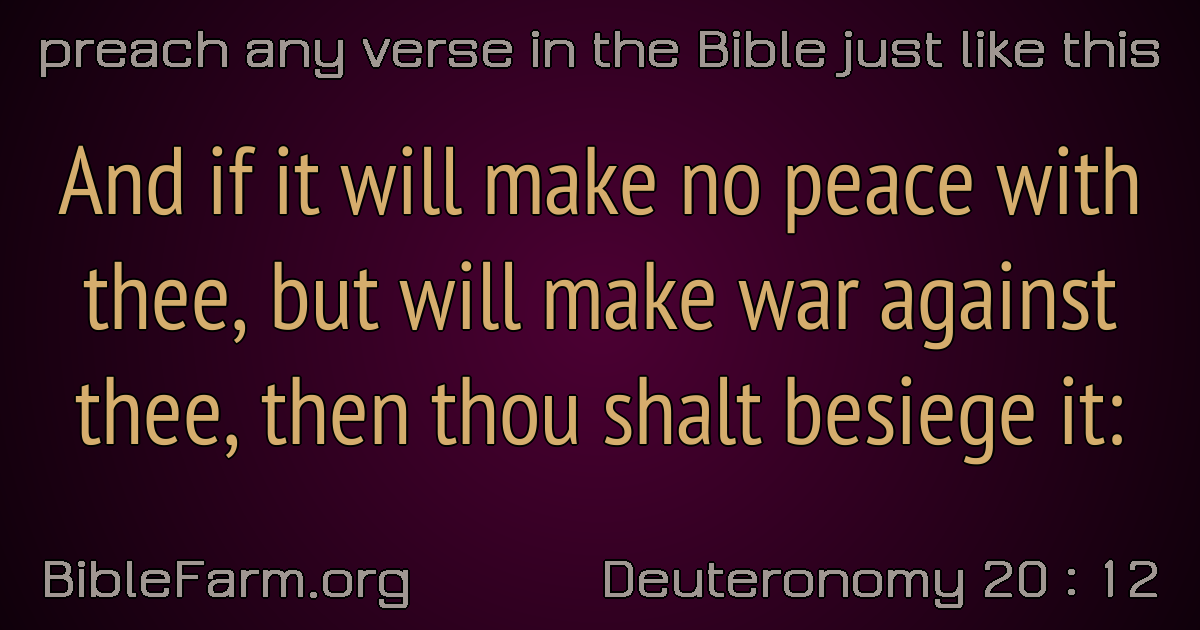 preach any verse in the Bible just like this
And if it will make no peace with
thee, but will make war against
thee, then thou shalt besiege it:
BibleFarm.org
Deuteronomy 20 : 12